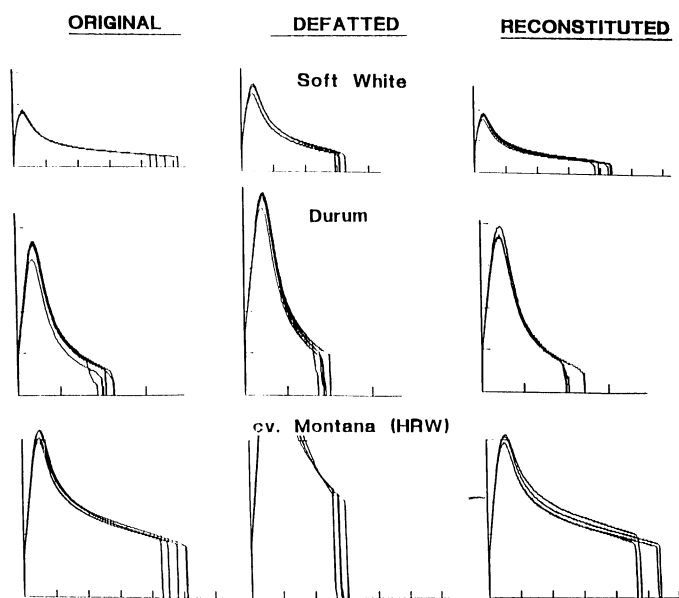 ORIGINAL DEFATTED RECONSTITUTED
Soft White
Durum
cv. Montana (HRW)